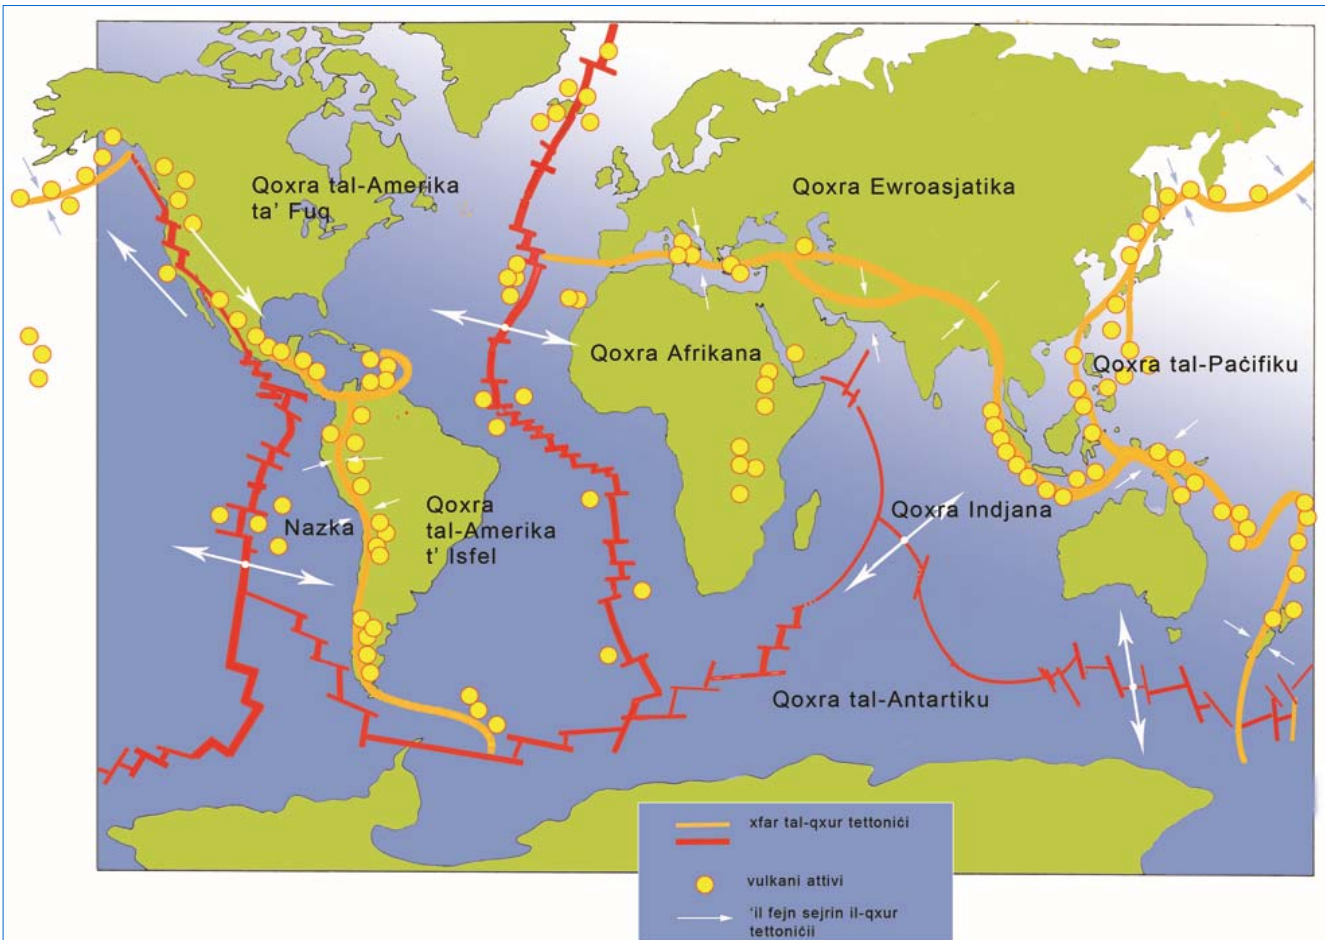 Qoxra tal-Amerika
ta' Fuq
Qoxra Ewroasjatika
Qoxra Afrikana
Qoxra tal-Paċifiku
Nazka
Qoxra
tal-Amerika
t' Isfel
Qoxra Indjana
Qoxra tal-Antartiku
xfar tal-qxur tettoniċi
vulkani attivi
'il fejn sejrin il-qxur
tettoniċii